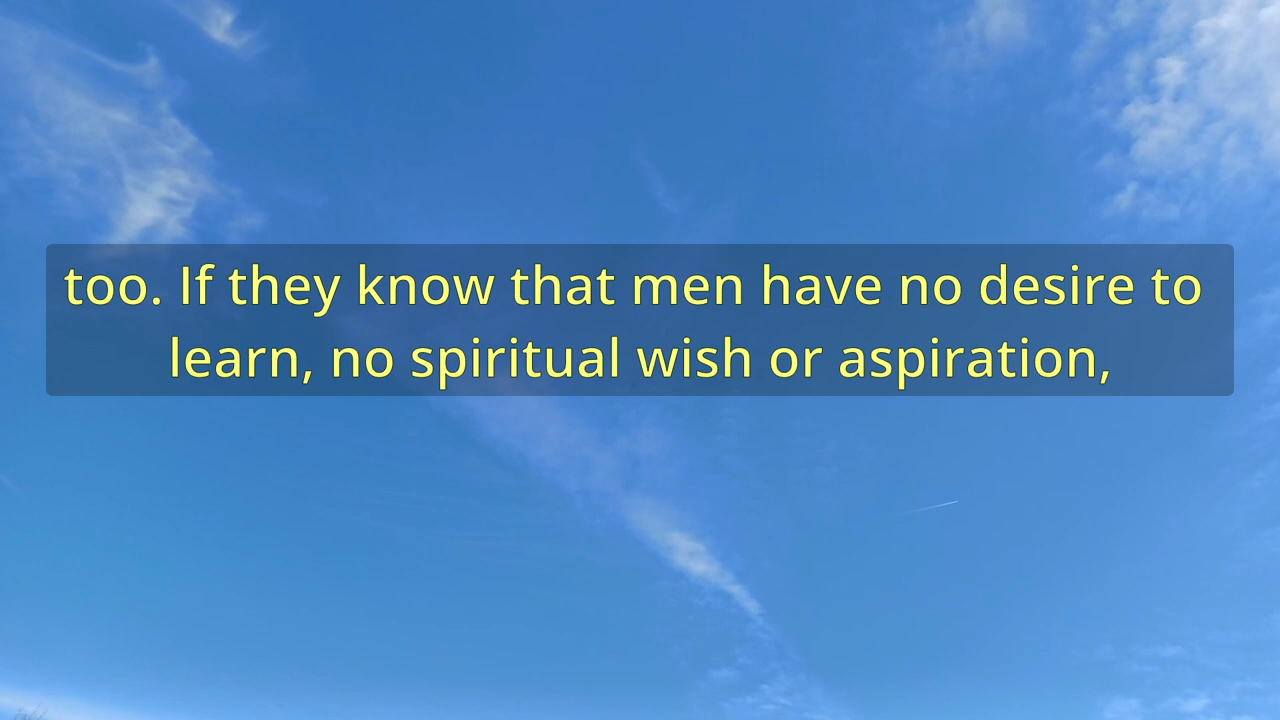 too. If they know that men have no desire to
learn, no spiritual wish or aspiration,